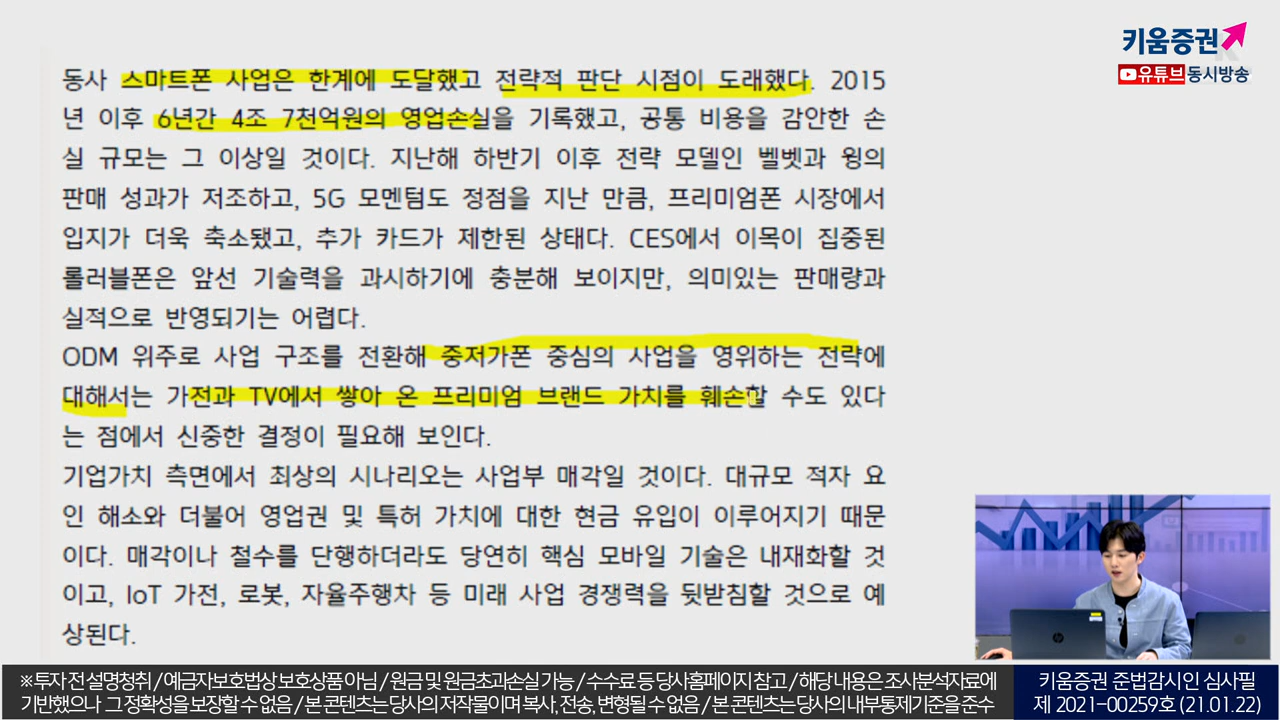 키움증권
유튜브동시방송
동사 스마트폰 사업은 한계에 도달했고 전략적 판단 시점이 도래했다. 2015
년 이후 6년간 4조 7천억원의 영업손실을 기록했고, 공통 비용을 감안한 손
실 규모는 그 이상일 것이다. 지난해 하반기 이후 전략 모델인 벨벳과 윙의
판매 성과가 저조하고, 5G 모멘텀도 정점을 지난 만큼, 프리미엄폰 시장에서
입지가 더욱 축소됐고, 추가 카드가 제한된 상태다. CES에서 이목이 집중된
롤러블폰은 앞선 기술력을 과시하기에 충분해 보이지만, 의미있는 판매량과
실적으로 반영되기는 어렵다.
ODM 위주로 사업 구조를 전환해 중저가폰 중심의 사업을 영위하는 전략에
대해서는 가전과 TV에서 쌓아 온 프리미엄 브랜드 가치를 훼손할 수도 있다
는 점에서 신중한 결정이 필요해 보인다.
기업가치 측면에서 최상의 시나리오는 사업부 매각일 것이다. 대규모 적자 요
인 해소와 더불어 영업권 및 특허 가치에 대한 현금 유입이 이루어지기 때문
이다. 매각이나 철수를 단행하더라도 당연히 핵심 모바일 기술은 내재화할 것
이고, IoT 가전, 로봇, 자율주행차 등 미래 사업 경쟁력을 뒷받침할 것으로 예
상된다.
hp
※ 투자 전 설명청취 / 예금자보호법상 보호상품 아님 / 원금 및 원금초과손실 가능 / 수수료 등 당사홈페이지 참고 / 해당 내용은 조사분석자료에
기반했으나 그 정확성을 보장할 수 없음 / 본 콘텐츠는 당사의 저작물이며 복사, 전송, 변형될 수 없음 / 본 콘텐츠는 당사의 내부통제기준을 준수
키움증권 준법감시인 심사필
제 2021-00259호 (21.01.22)